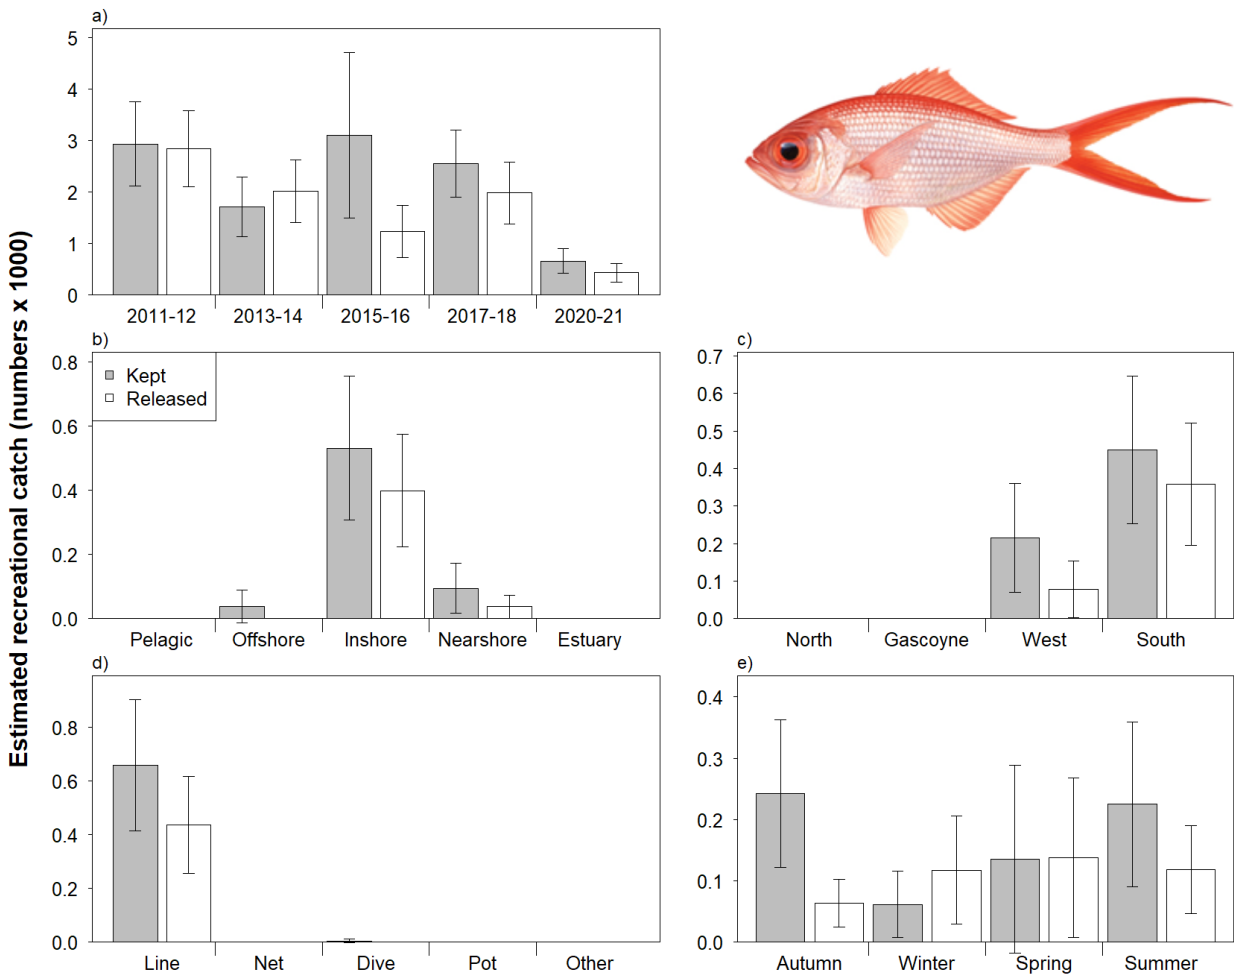 Estimated recreational catch (numbers x 1000)
a)
5
4
3
2
1
0
2011-12 2013-14 2015-16 2017-18 2020-21
b)
0.8
0.6
0.4
0.2
0.0
Kept
Released
Pelagic Offshore Inshore Nearshore Estuary
c)
0.7
0.6
0.5
0.4
0.3
0.2
0.1
0.0
North Gascoyne West South
d)
0.8
0.6
0.4
0.2
0.0
Line Net Dive Pot Other
e)
0.4
0.3
0.2
0.1
0.0
Autumn Winter Spring Summer